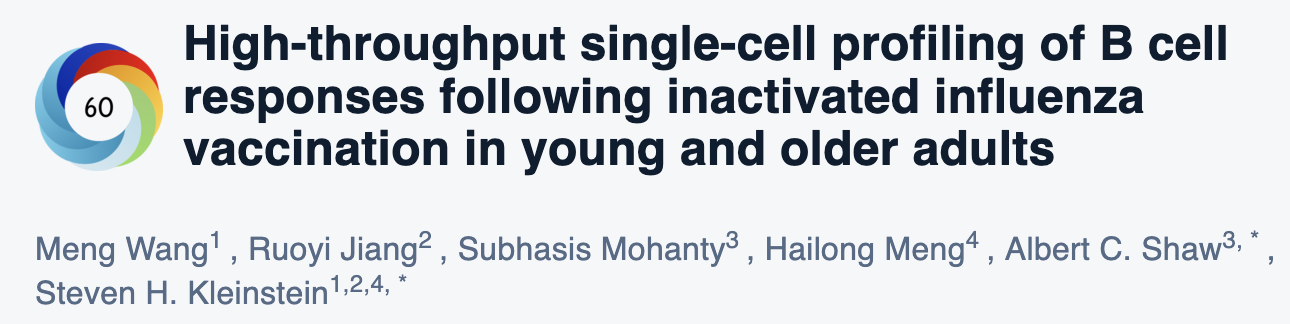 High-throughput single-cell profiling of B cell
60
responses following inactivated influenza
vaccination in young and older adults
Meng Wang1 , Ruoyi Jiang2 , Subhasis Mohanty3 , Hailong Meng4 , Albert C. Shaw3, * ,
Steven H. Kleinstein1,2,4, *